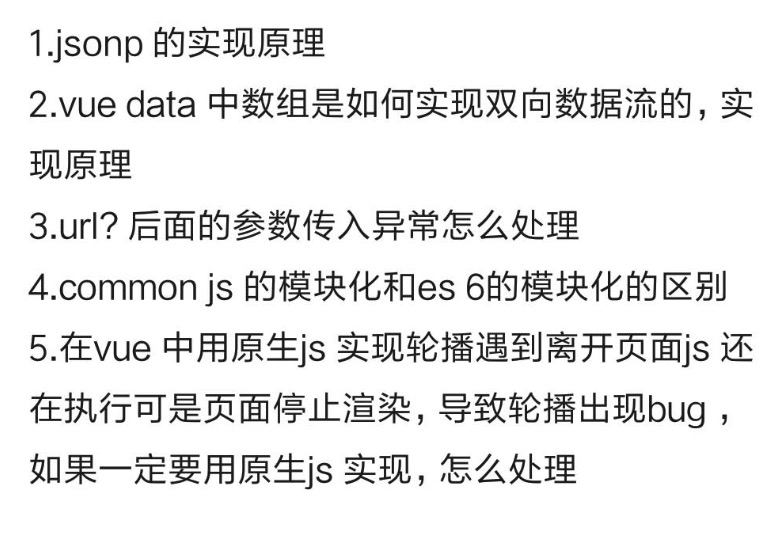 1.jsonp 的实现原理
2.vue data 中数组是如何实现双向数据流的，实
现原理
3.url? 后面的参数传入异常怎么处理
4.common js 的模块化和es 6的模块化的区别
5.在vue 中用原生js 实现轮播遇到离开页面js 还
在执行可是页面停止渲染，导致轮播出现bug ，
如果一定要用原生js 实现，怎么处理